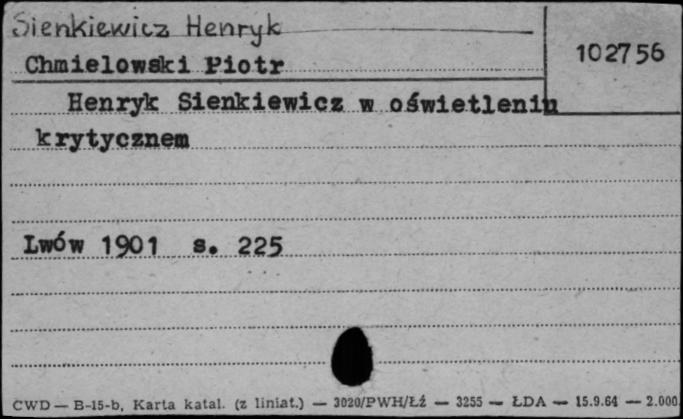 Sienkiewicz Henryk
102756
Chmielowski Piotr
Henryk Sienkiewicz w oświetleniu
krytycznem
Lwów 1901 s. 225
CWD — B-15-b, Karta katal. (z liniat.) — 3020/PWH/Łź — 3255 — ŁDA — 15.9.64 — 2.000